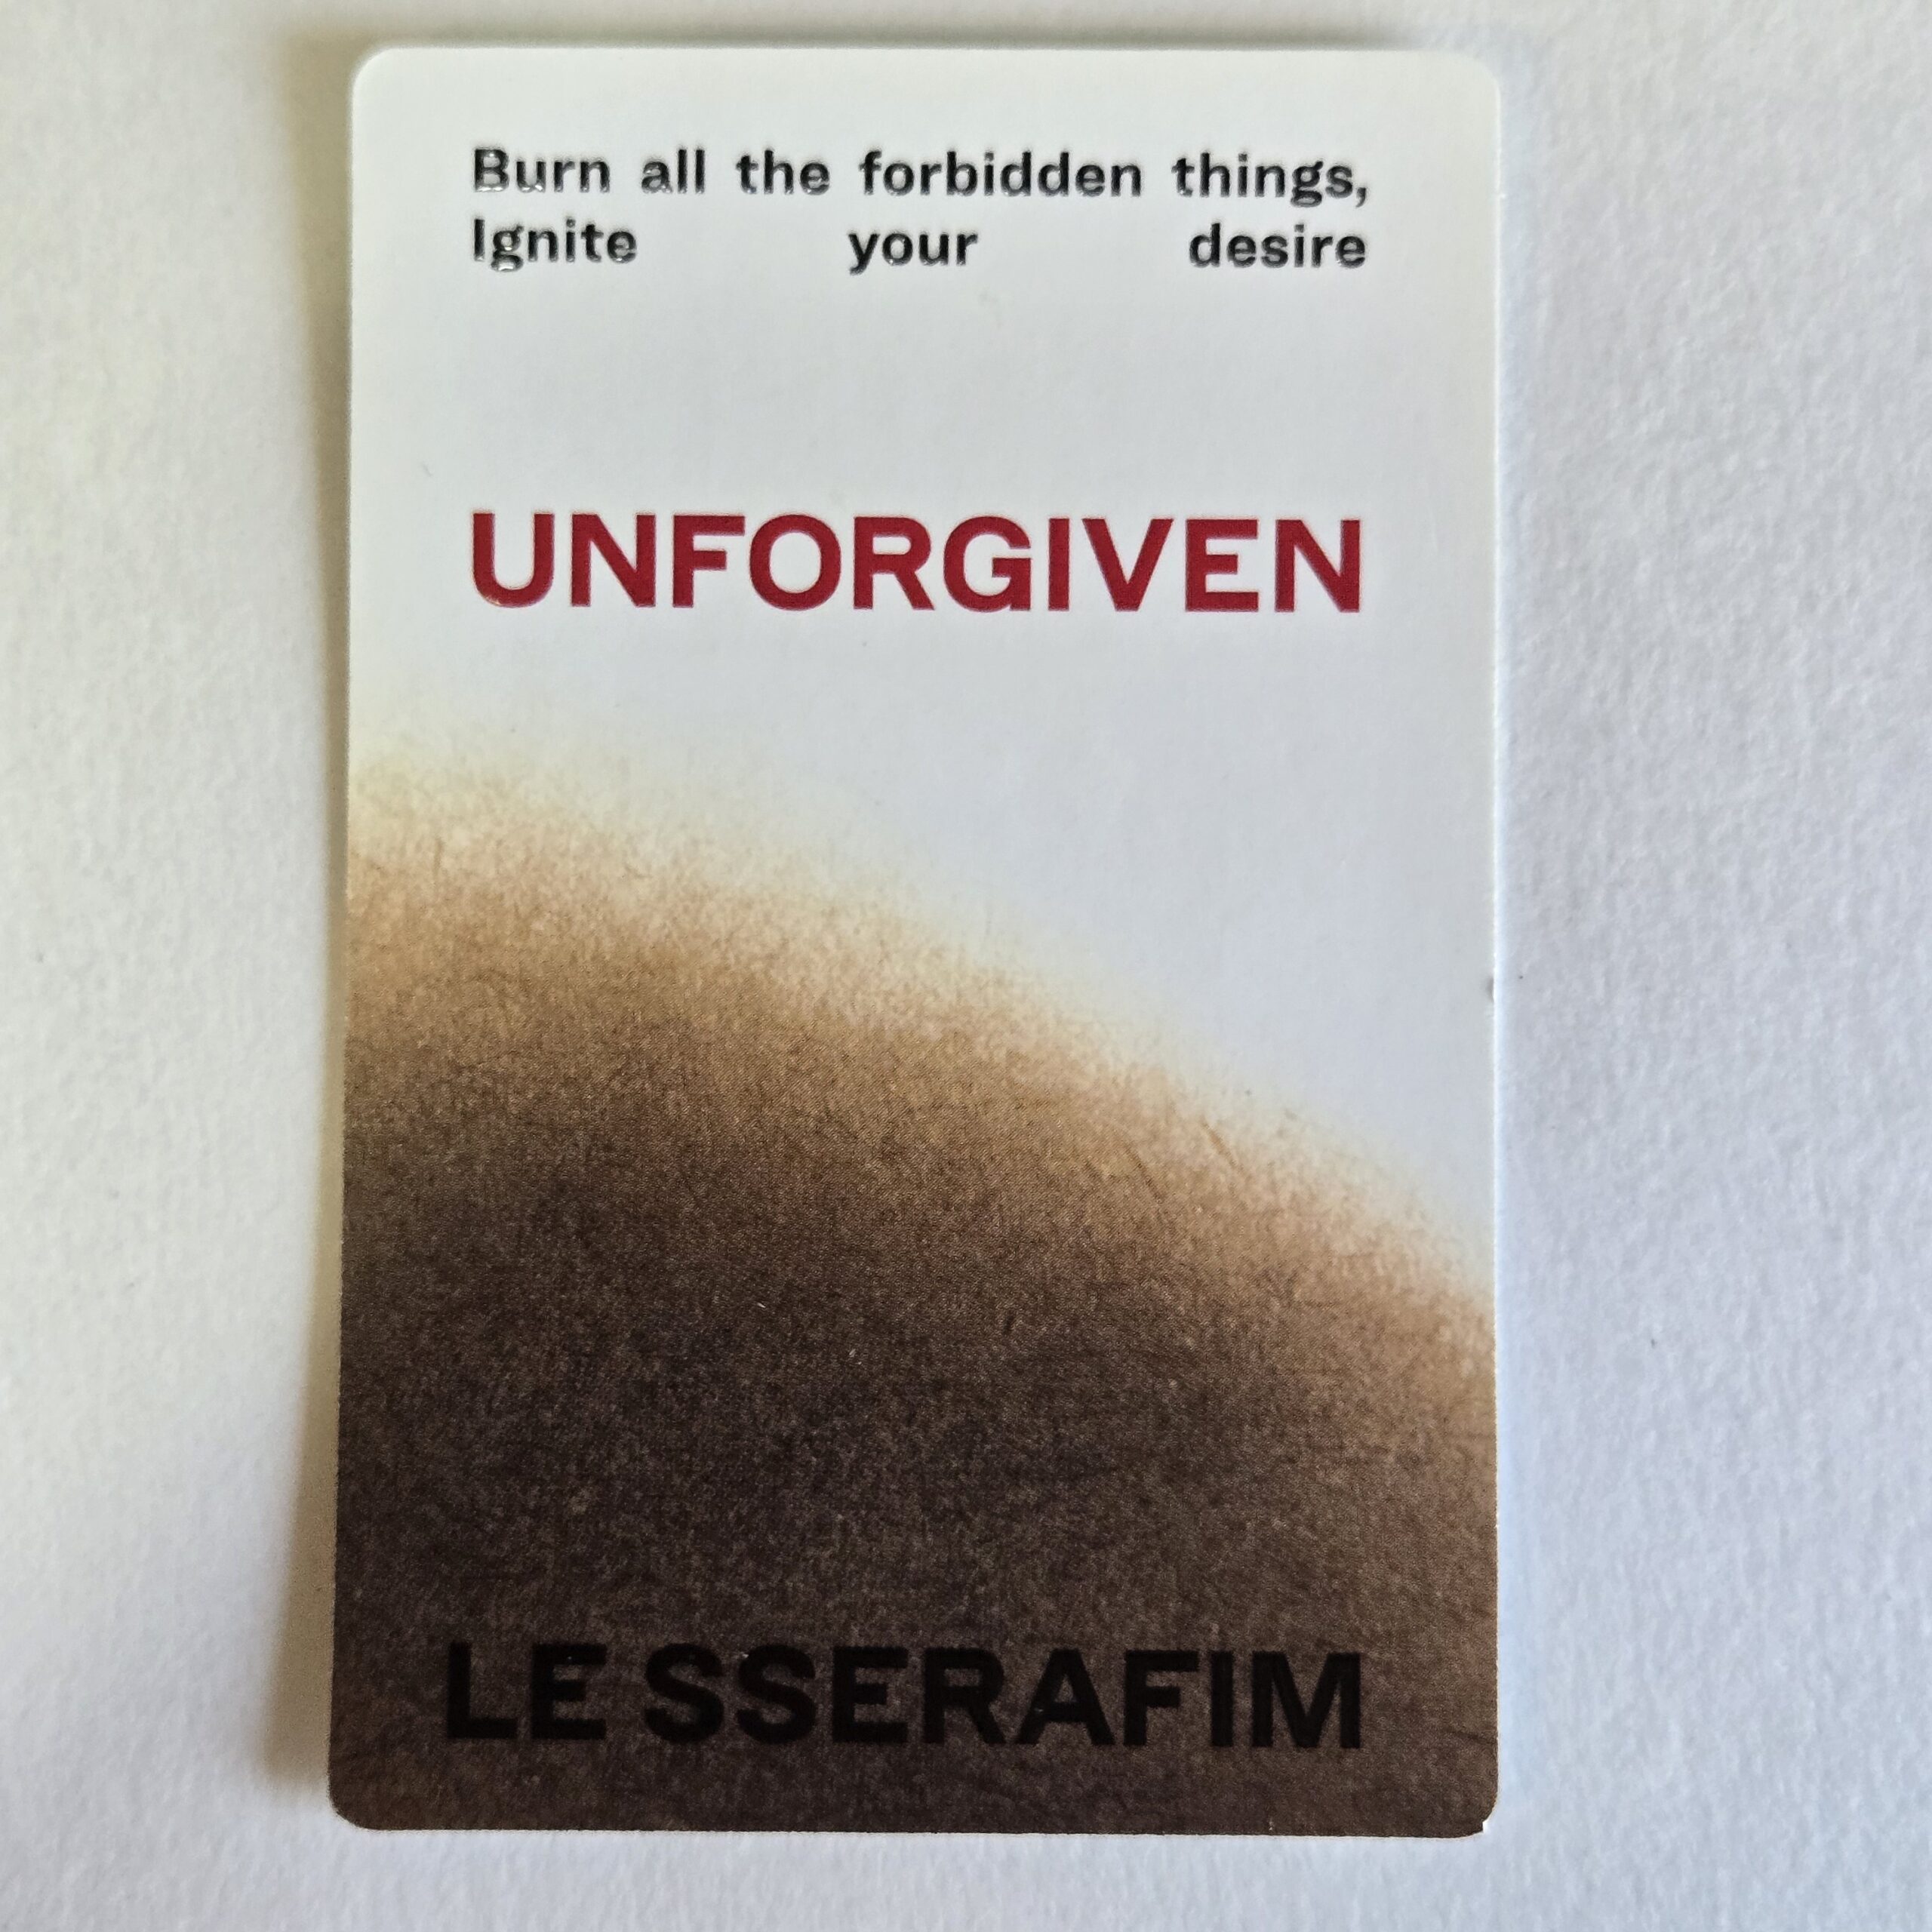 Burn all the forbidden things,
Ignite your desire
UNFORGIVEN
LE SSERAFIM